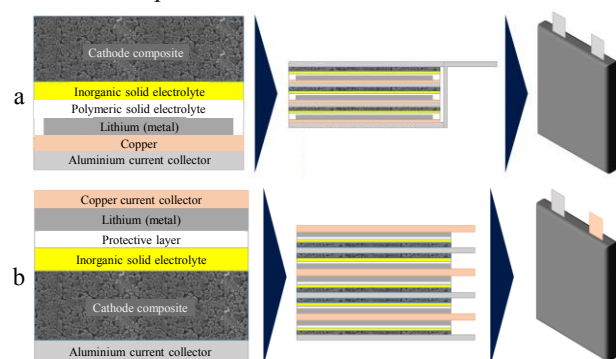 Cathode composite
Inorganic solid electrolyte
a
Polymeric solid electrolyte
Lithium (metal)
Copper
Aluminium current collector
Copper current collector
Lithium (metal)
Protective layer
b
Inorganic solid electrolyte
Cathode composite
Aluminium current collector